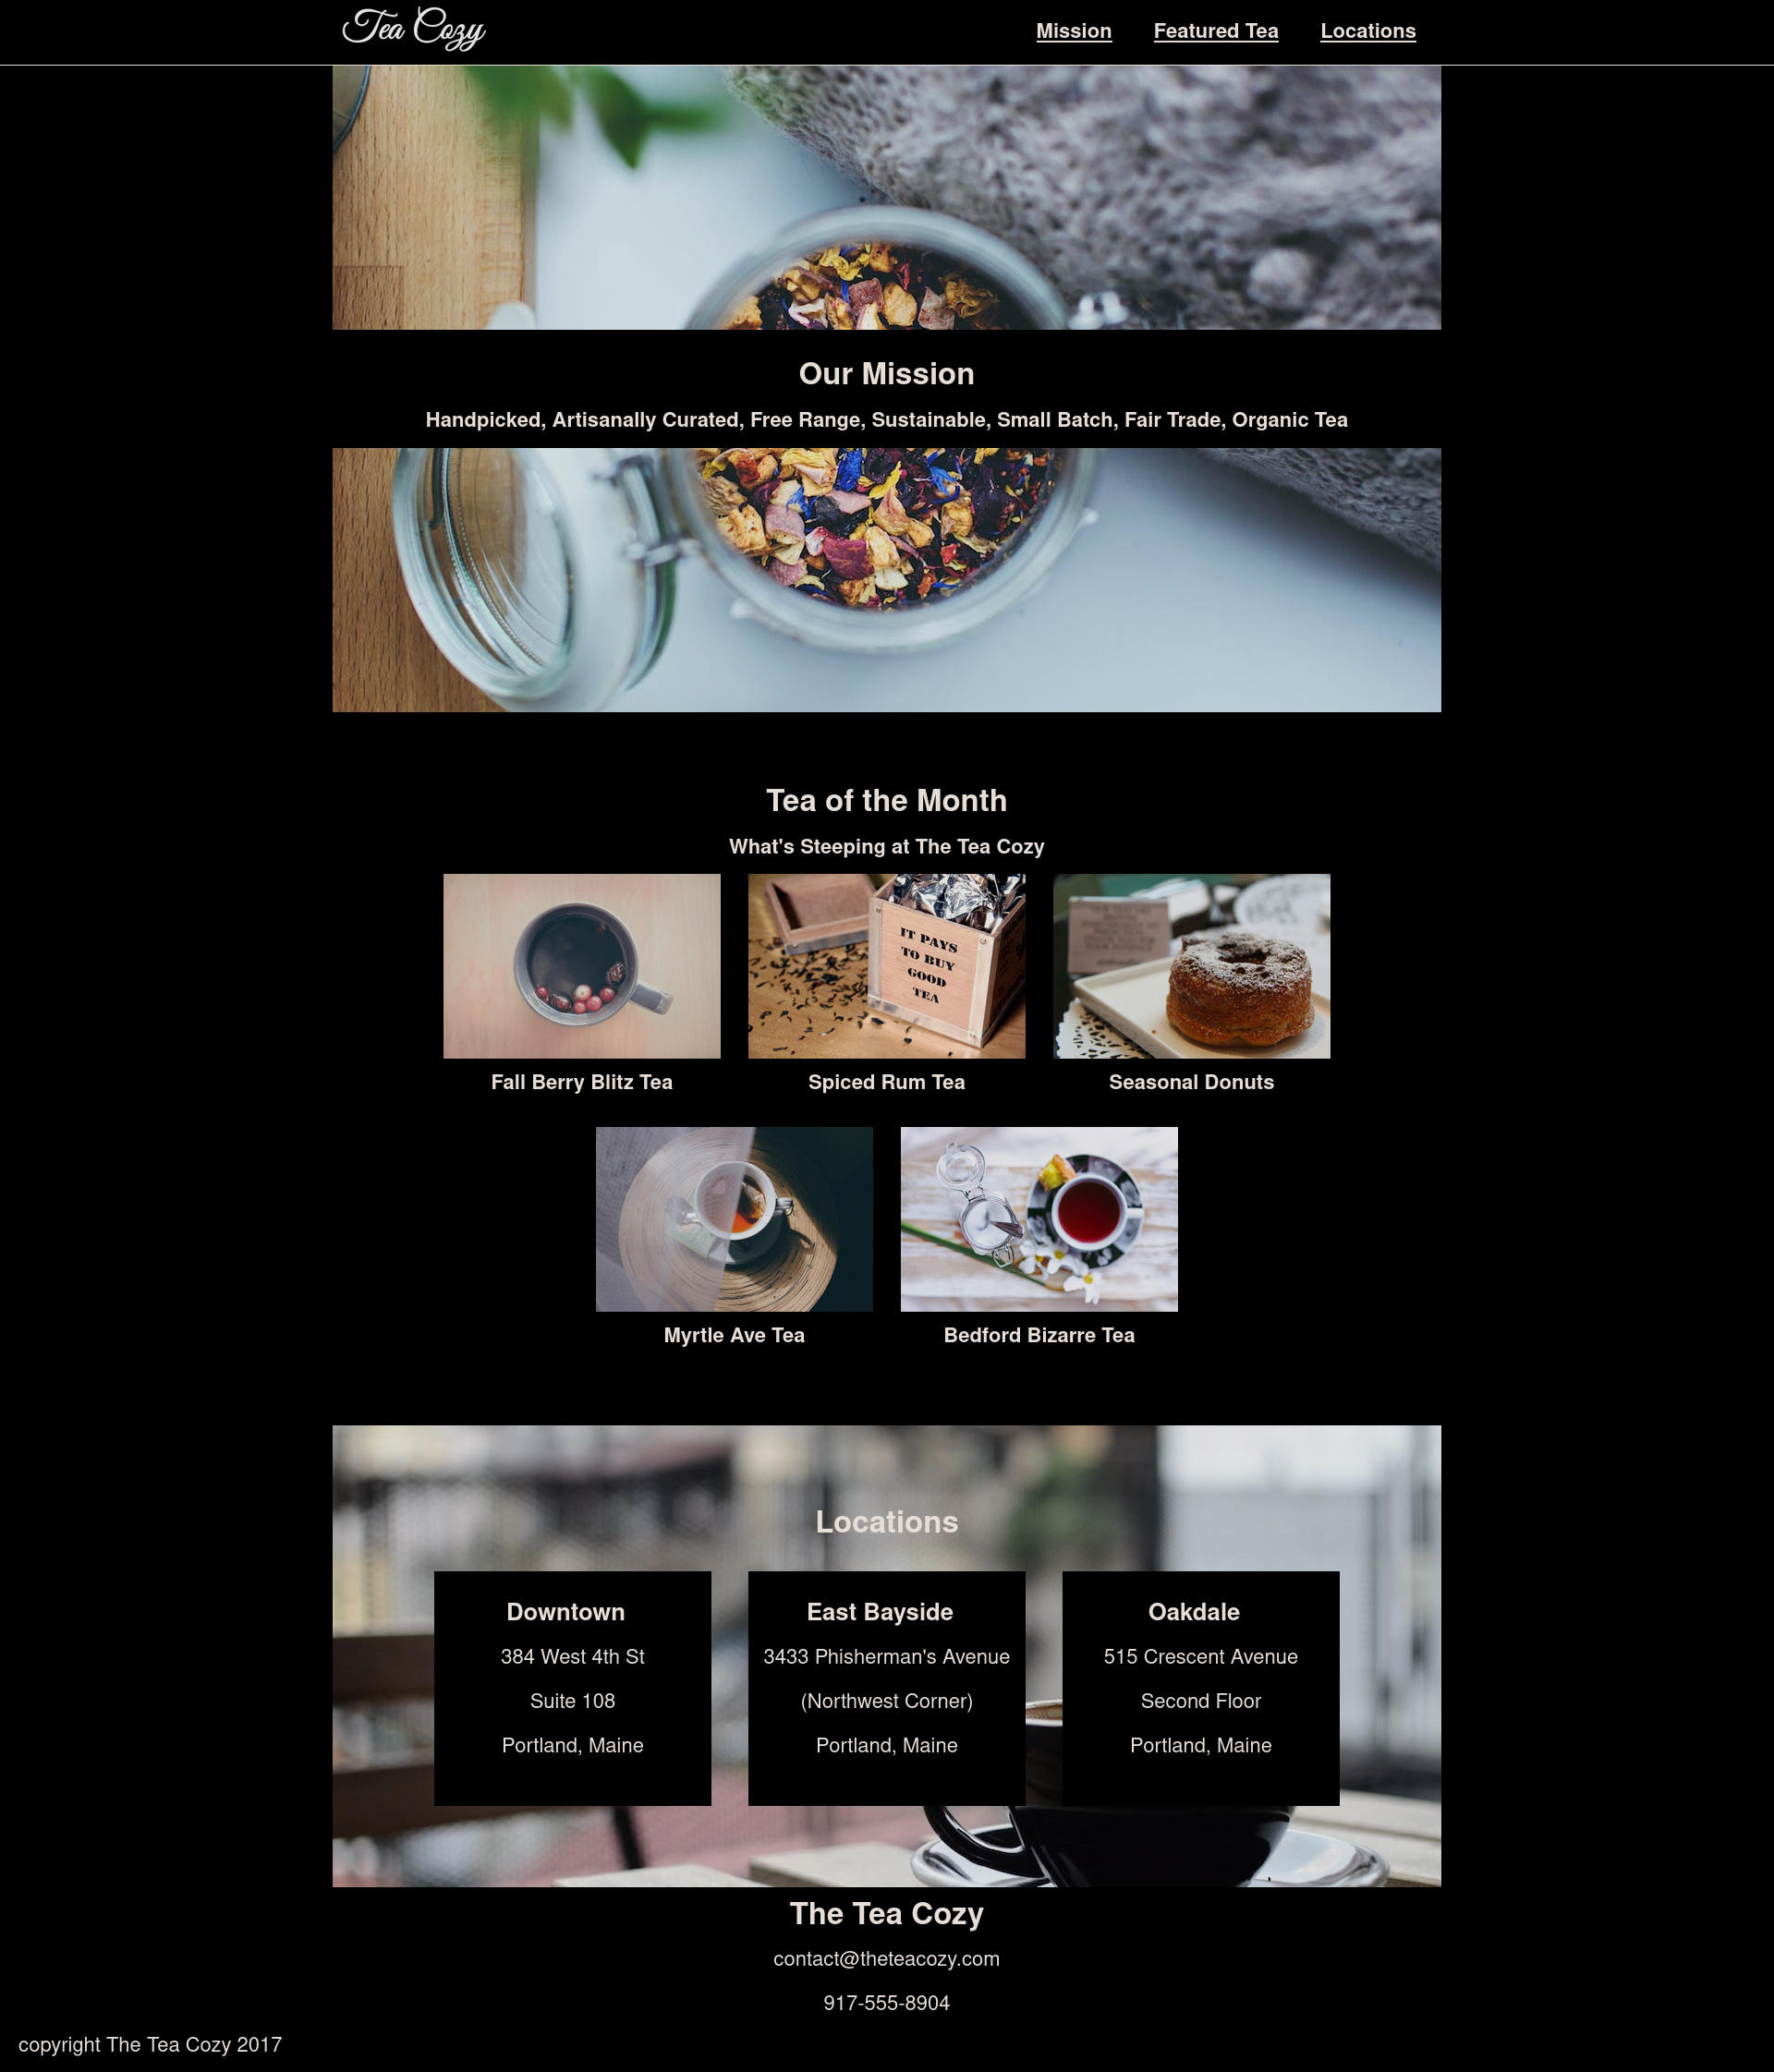 Tea Cozy
Mission Featured Tea Locations
Our Mission
Handpicked, Artisanally Curated, Free Range, Sustainable, Small Batch, Fair Trade, Organic Tea
Tea of the Month
What's Steeping at The Tea Cozy
IT PAYS
TO BUY
GOOD
TEA
Fall Berry Blitz Tea
Spiced Rum Tea
Seasonal Donuts
Myrtle Ave Tea
Bedford Bizarre Tea
Locations
Downtown
384 West 4th St
Suite 108
Portland, Maine
East Bayside
3433 Phisherman's Avenue
(Northwest Corner)
Portland, Maine
Oakdale
515 Crescent Avenue
Second Floor
Portland, Maine
The Tea Cozy
contact@theteacozy.com
917-555-8904
copyright The Tea Cozy 2017